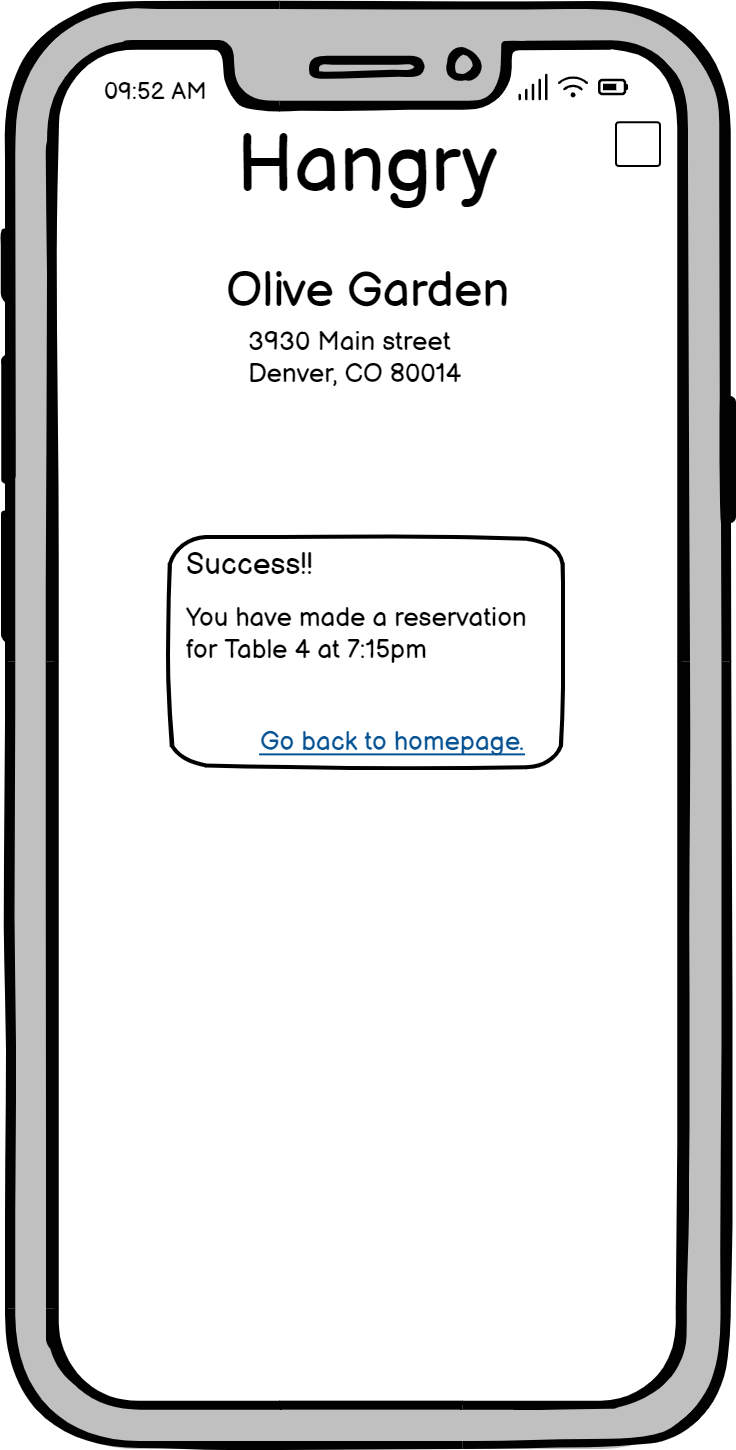 09:52 AM
Hangry
Olive Garden
3930 Main street
Denver, CO 80014
Success!!
You have made a reservation
for Table 4 at 7:15pm
Go back to homepage.